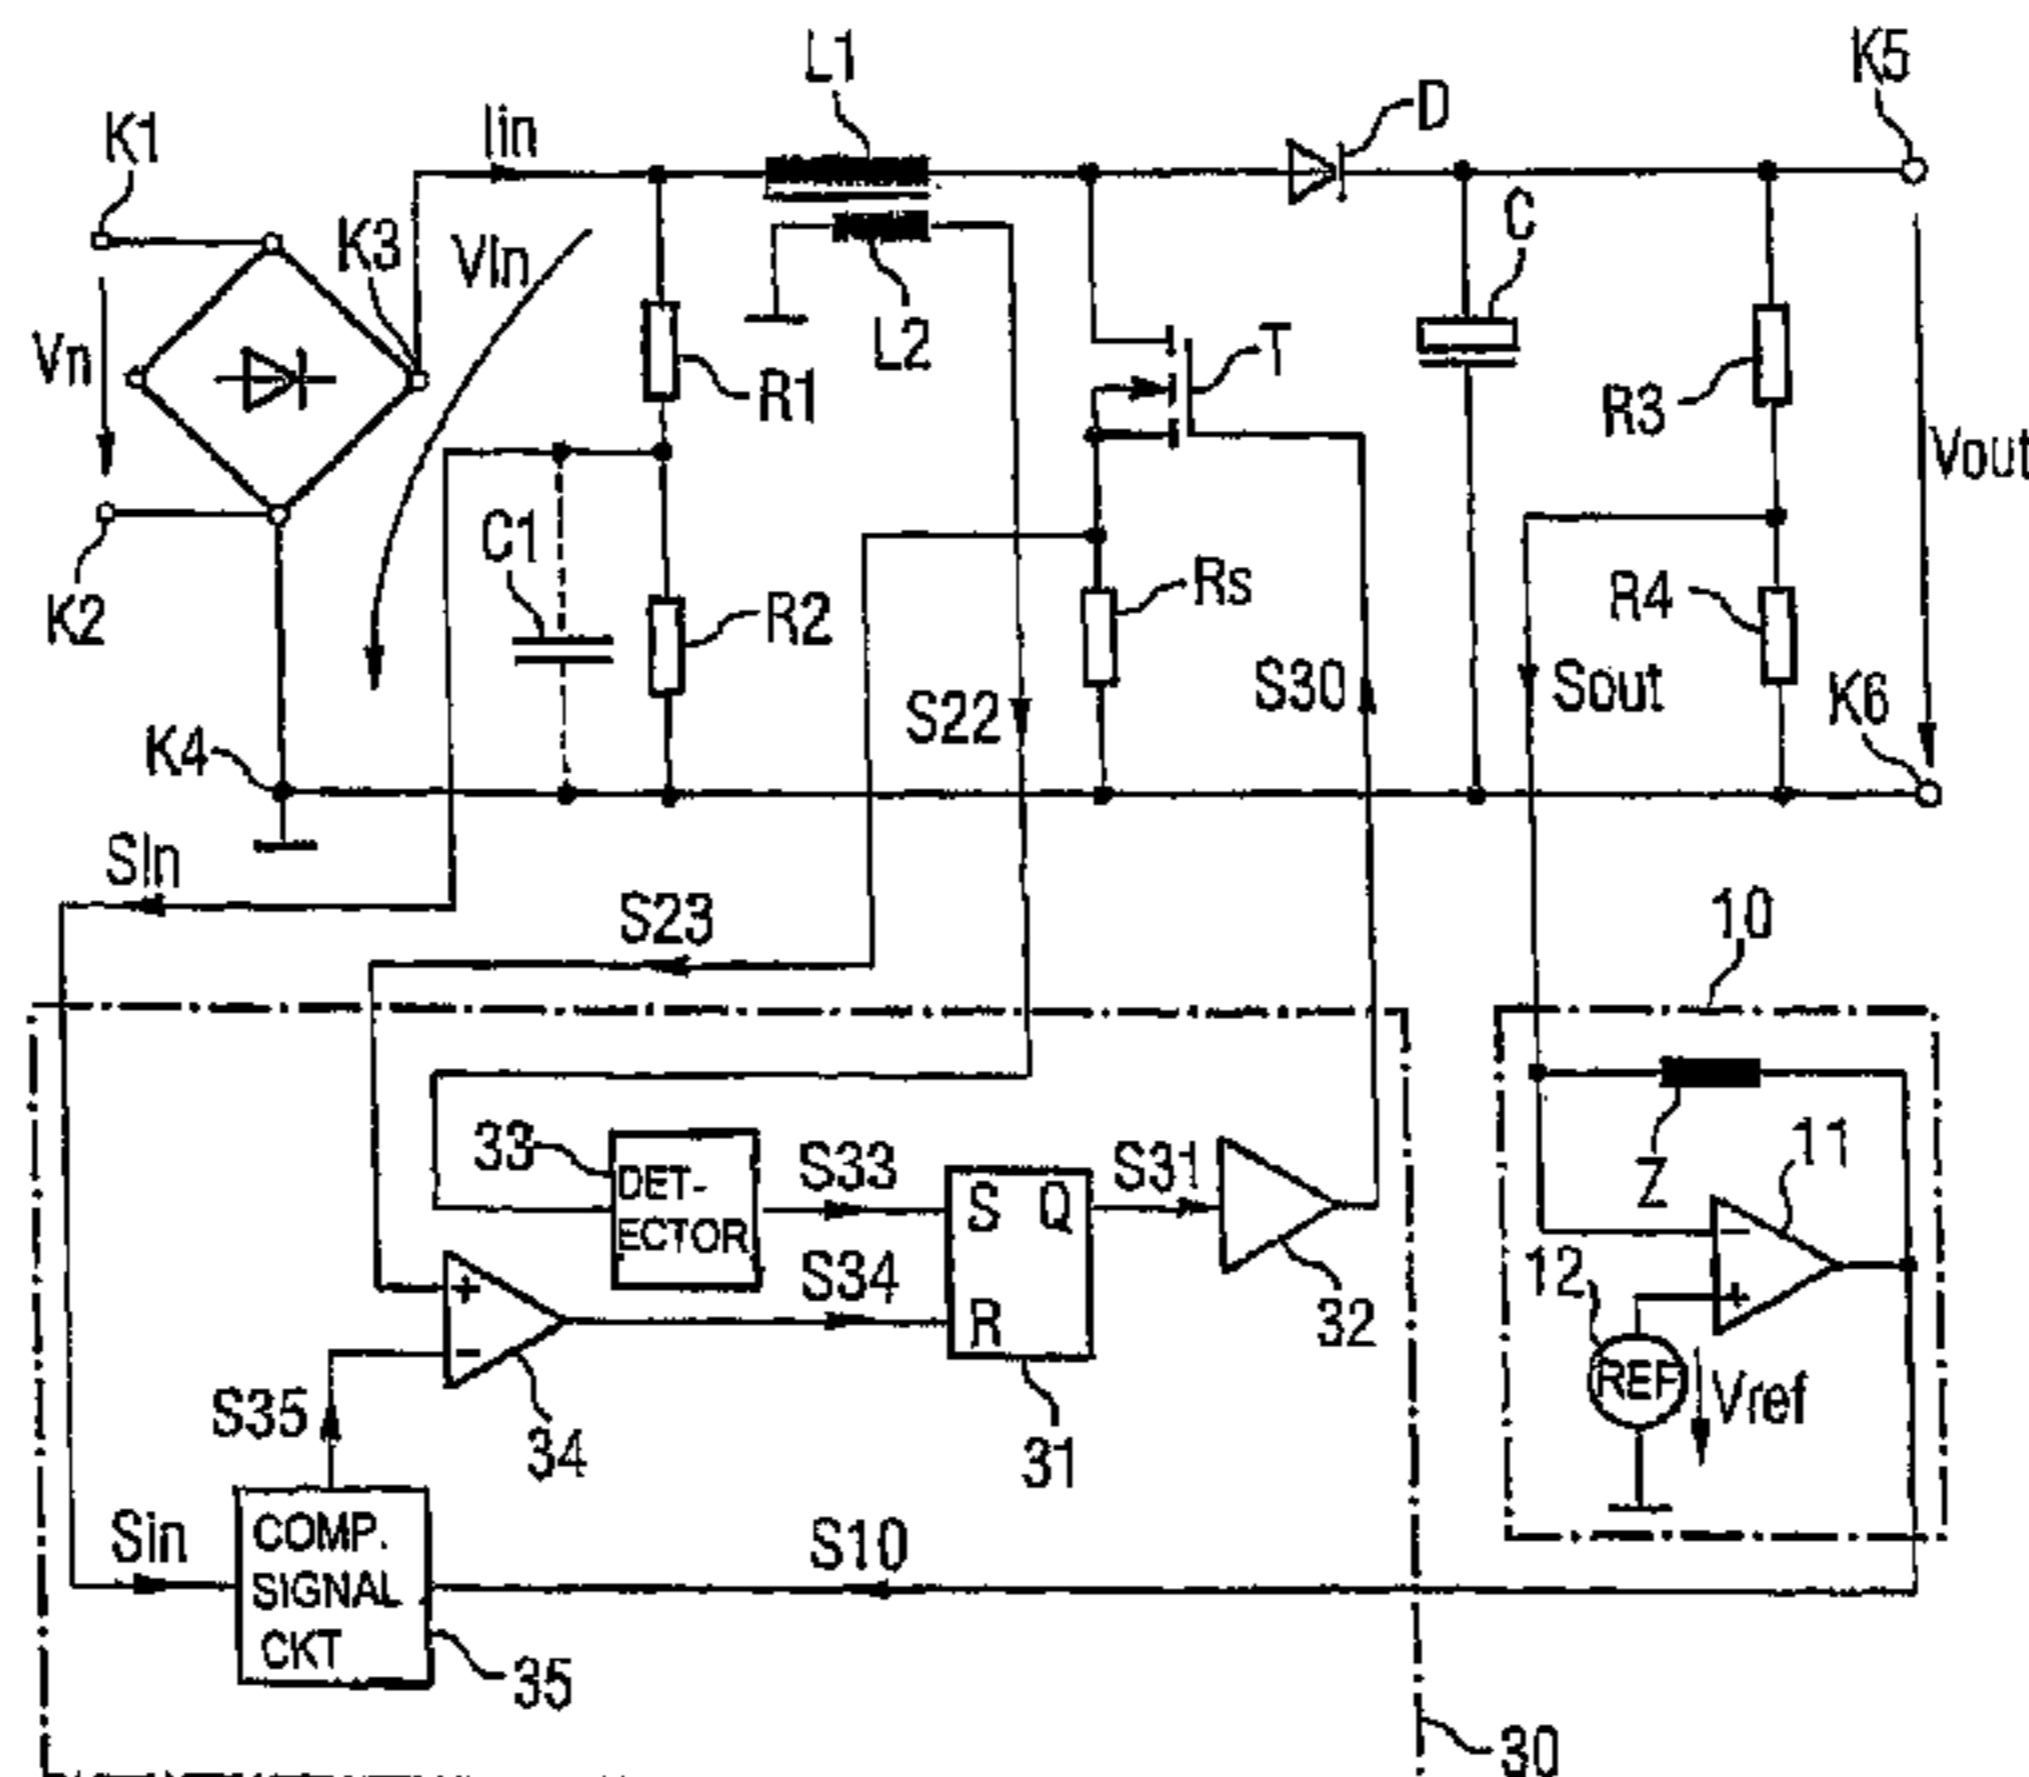 L1
K5
D
K1
Iin
K3
VIn
C
Vn
L2
T
R1
R3
Vout
C1
K2
R2
Rs
R4
S22
S30
Sout
K6
K4
SIn
S23
10
33
DET-
ECTOR
S33
S
Q
S31
Z
11
+
S34
R
32
12
-
+
-
S35
34
31
REF
Vref
COMP.
SIGNAL
CKT
Sin
S10
35
30